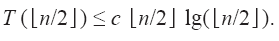 T (⌊n/2⌋) ≤ c ⌊n/2⌋ lg(⌊n/2⌋).